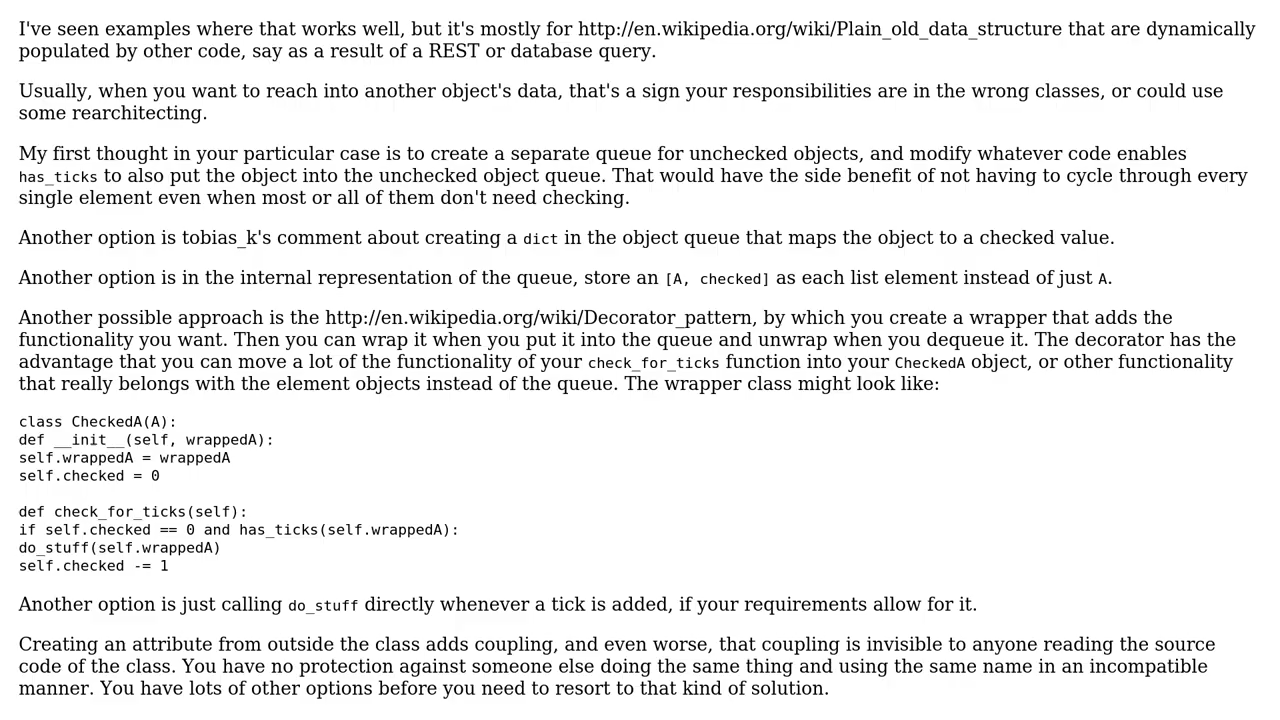 I've seen examples where that works well, but it's mostly for http://en.wikipedia.org/wiki/Plain_old_data_structure that are dynamically
populated by other code, say as a result of a REST or database query.
Usually, when you want to reach into another object's data, that's a sign your responsibilities are in the wrong classes, or could use
some rearchitecting.
My first thought in your particular case is to create a separate queue for unchecked objects, and modify whatever code enables
has_ticks to also put the object into the unchecked object queue. That would have the side benefit of not having to cycle through every
single element even when most or all of them don't need checking.
Another option is tobias_k's comment about creating a dict in the object queue that maps the object to a checked value.
Another option is in the internal representation of the queue, store an [A, checked] as each list element instead of just A.
Another possible approach is the http://en.wikipedia.org/wiki/Decorator_pattern, by which you create a wrapper that adds the
functionality you want. Then you can wrap it when you put it into the queue and unwrap when you dequeue it. The decorator has the
advantage that you can move a lot of the functionality of your check_for_ticks function into your CheckedA object, or other functionality
that really belongs with the element objects instead of the queue. The wrapper class might look like:
class CheckedA(A):
def __init__(self, wrappedA):
self.wrappedA = wrappedA
self.checked = 0
def check_for_ticks(self):
if self.checked == 0 and has_ticks(self.wrappedA):
do_stuff(self.wrappedA)
self.checked -= 1
Another option is just calling do_stuff directly whenever a tick is added, if your requirements allow for it.
Creating an attribute from outside the class adds coupling, and even worse, that coupling is invisible to anyone reading the source
code of the class. You have no protection against someone else doing the same thing and using the same name in an incompatible
manner. You have lots of other options before you need to resort to that kind of solution.